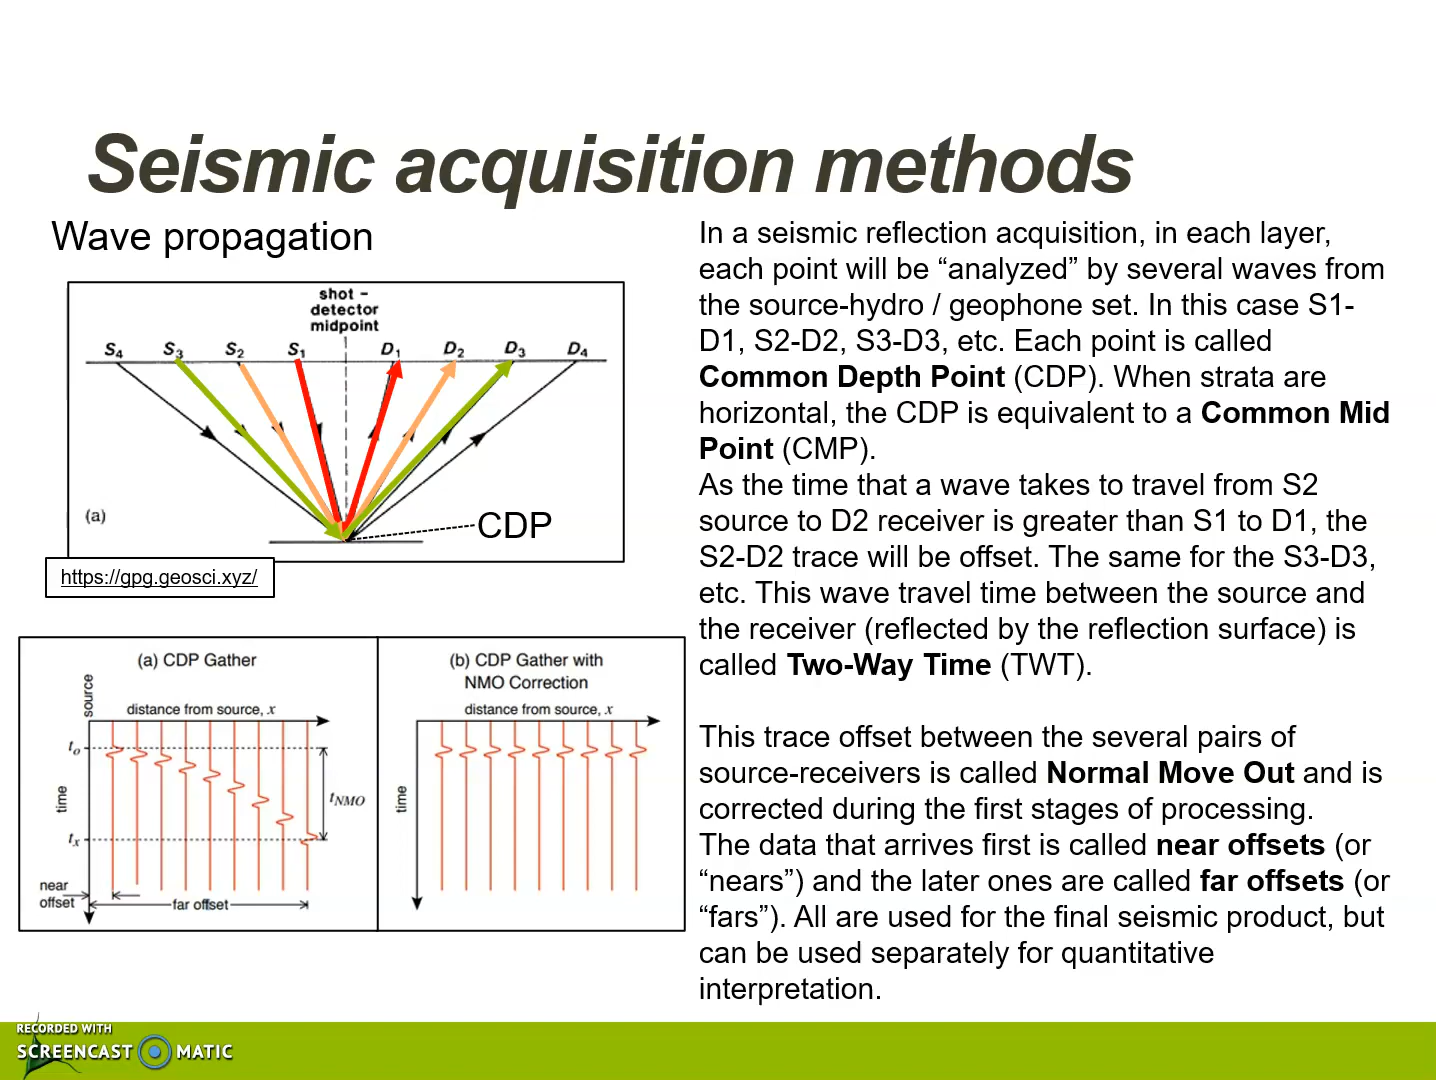 Seismic acquisition methods
Wave propagation
shot –
detector
midpoint
S4 S3 S2 S1 D1 D2 D3 D4
(a)
CDP
https://gpg.geosci.xyz/
(a) CDP Gather
source
distance from source, x
to
time
tNMO
tx
near
offset
far offset
(b) CDP Gather with
NMO Correction
distance from source, x
time
In a seismic reflection acquisition, in each layer,
each point will be “analyzed” by several waves from
the source-hydro / geophone set. In this case S1-
D1, S2-D2, S3-D3, etc. Each point is called
Common Depth Point (CDP). When strata are
horizontal, the CDP is equivalent to a Common Mid
Point (CMP).
As the time that a wave takes to travel from S2
source to D2 receiver is greater than S1 to D1, the
S2-D2 trace will be offset. The same for the S3-D3,
etc. This wave travel time between the source and
the receiver (reflected by the reflection surface) is
called Two-Way Time (TWT).
This trace offset between the several pairs of
source-receivers is called Normal Move Out and is
corrected during the first stages of processing.
The data that arrives first is called near offsets (or
“nears”) and the later ones are called far offsets (or
“fars”). All are used for the final seismic product, but
can be used separately for quantitative
interpretation.
RECORDED WITH
SCREENCAST MATIC